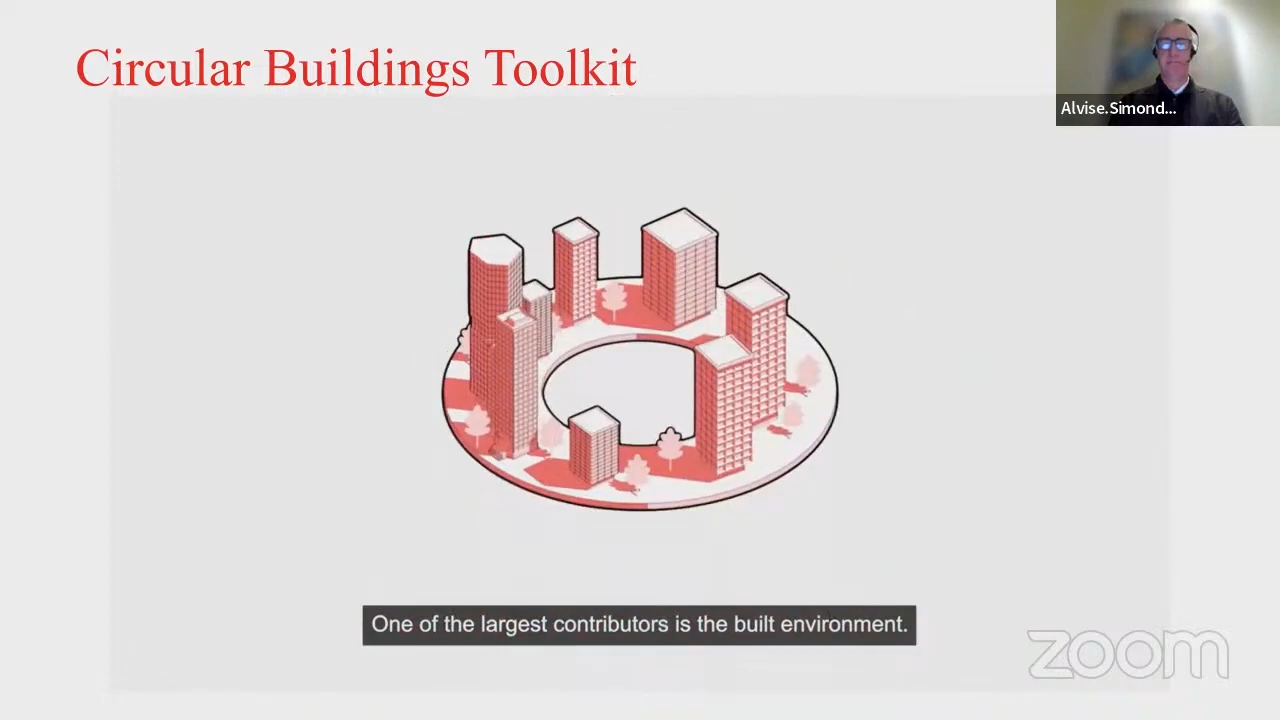 Circular Buildings Toolkit
Alvise.Simond...
One of the largest contributors is the built environment.
zoom